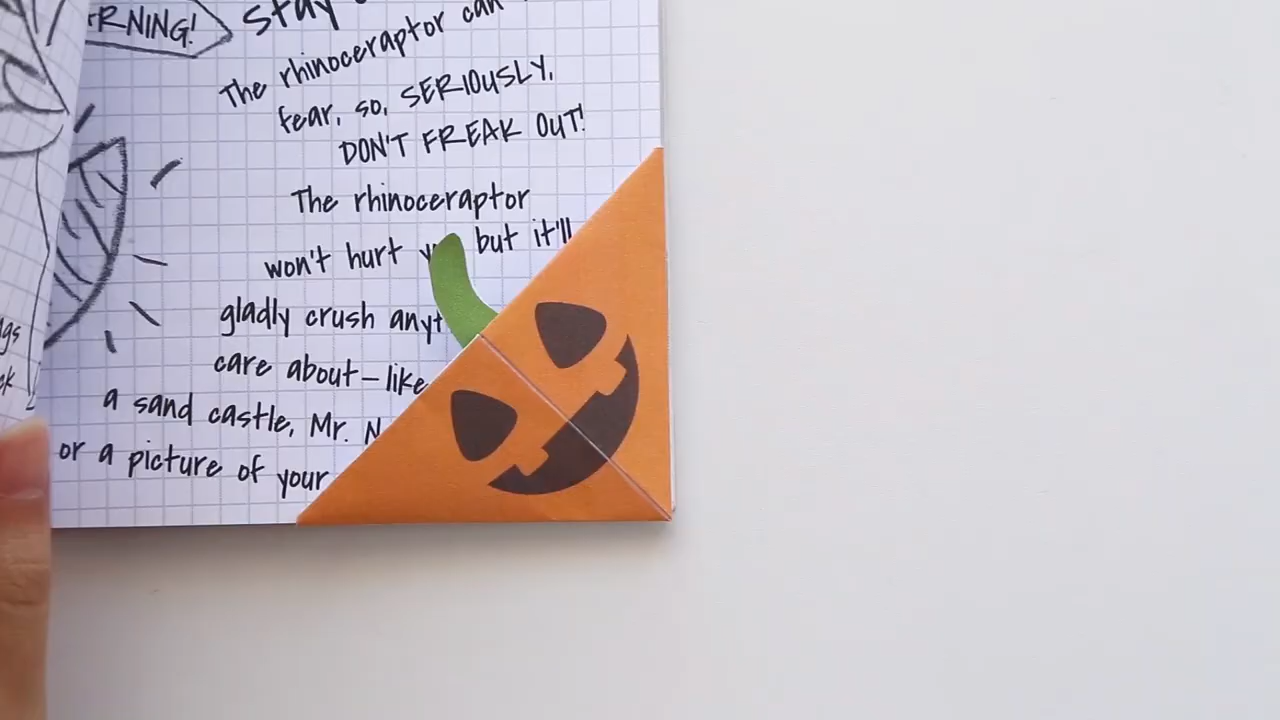 RNING!
stay
The rhinoceraptor can
fear, so, SERIOUSLY,
DON'T FREAK OUT!
The rhinoceraptor
won't hurt but it'll
gladly crush
care about—like
a sand castle, Mr.
or a picture of your